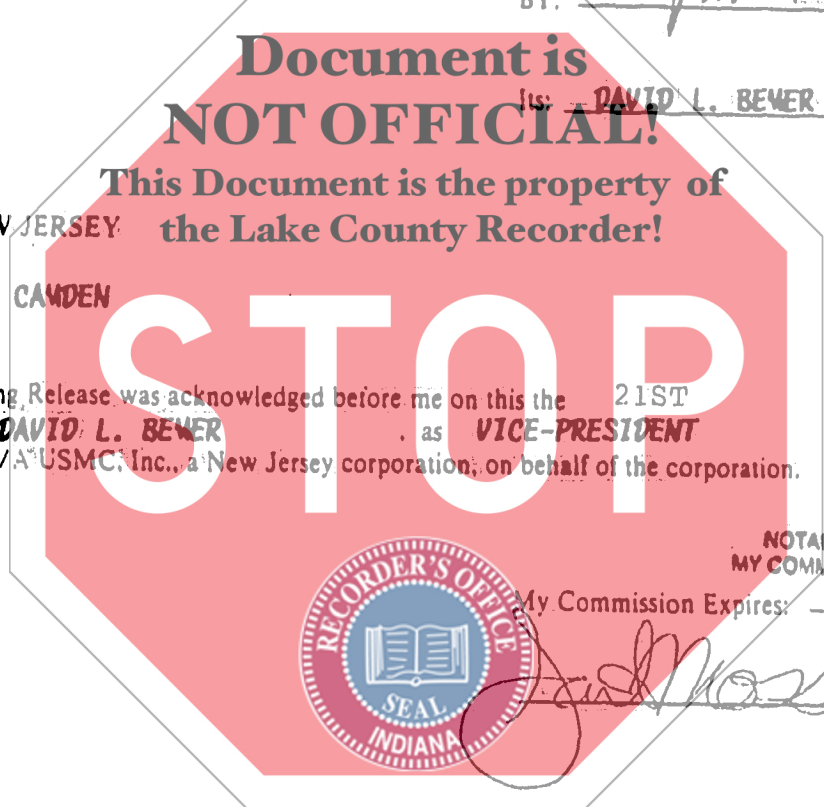 BY:
Document is
Its: DAVID L. BEWER
NOT OFFICIAL!
This Document is the property of
JERSEY the Lake County Recorder!
CAMDEN
STOP
Release was acknowledged before me on this the 21ST
DAVID L. BEWER . as VICE-PRESIDENT
/A USMC, Inc., a New Jersey corporation, on behalf of the corporation.
MY
My Commission Expires:
RECORDER'S OFFICE
SEAL
INDIANA